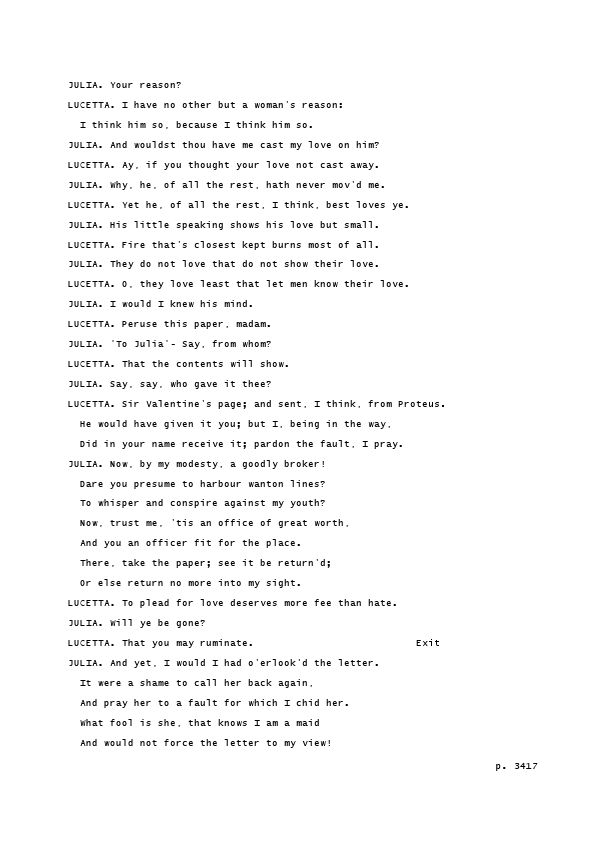 JULIA. Your reason?
LUCETTA. I have no other but a woman's reason:
I think him so, because I think him so.
JULIA. And wouldst thou have me cast my love on him?
LUCETTA. Ay, if you thought your love not cast away.
JULIA. Why, he, of all the rest, hath never mov'd me.
LUCETTA. Yet he, of all the rest, I think, best loves ye.
JULIA. His little speaking shows his love but small.
LUCETTA. Fire that's closest kept burns most of all.
JULIA. They do not love that do not show their love.
LUCETTA. O, they love least that let men know their love.
JULIA. I would I knew his mind.
LUCETTA. Peruse this paper, madam.
JULIA. 'To Julia'- Say, from whom?
LUCETTA. That the contents will show.
JULIA. Say, say, who gave it thee?
LUCETTA. Sir Valentine's page; and sent, I think, from Proteus.
He would have given it you; but I, being in the way,
Did in your name receive it; pardon the fault, I pray.
JULIA. Now, by my modesty, a goodly broker!
Dare you presume to harbour wanton lines?
To whisper and conspire against my youth?
Now, trust me, 'tis an office of great worth,
And you an officer fit for the place.
There, take the paper; see it be return'd;
Or else return no more into my sight.
LUCETTA. To plead for love deserves more fee than hate.
JULIA. Will ye be gone?
LUCETTA. That you may ruminate. Exit
JULIA. And yet, I would I had o'erlook'd the letter.
It were a shame to call her back again,
And pray her to a fault for which I chid her.
What fool is she, that knows I am a maid
And would not force the letter to my view!
p. 3417